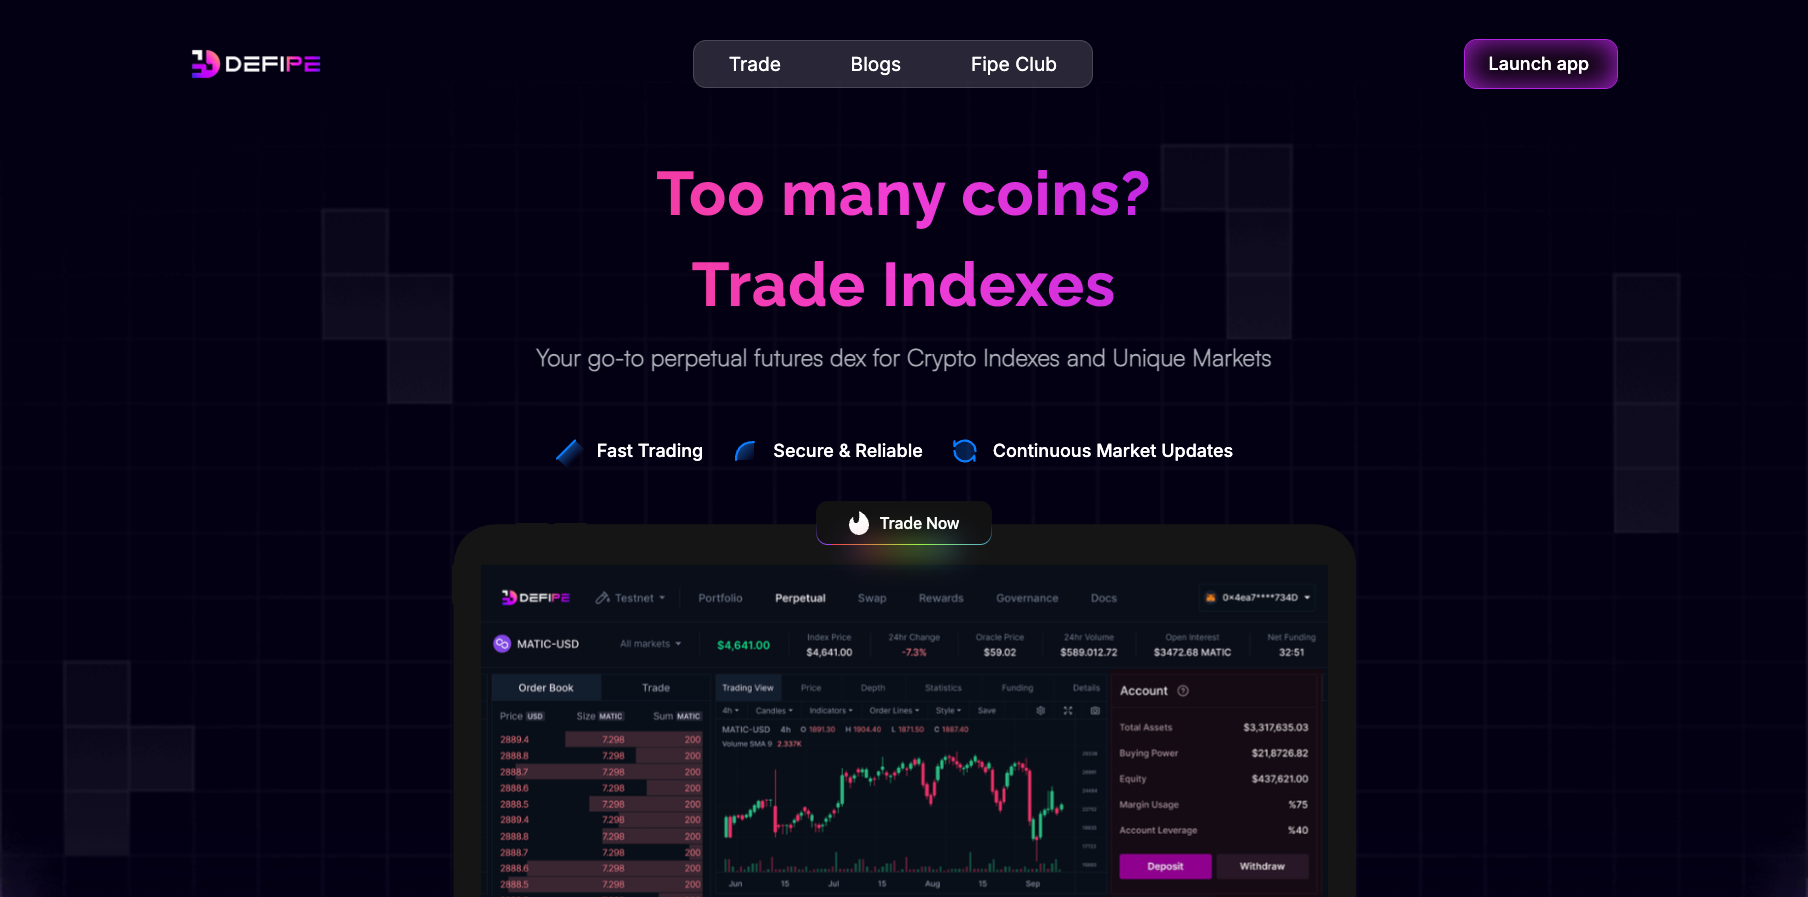 DEFIPE
Trade Blogs Fipe Club
Launch app
Too many coins?
Trade Indexes
Your go-to perpetual futures dex for Crypto Indexes and Unique Markets
Fast Trading Secure & Reliable Continuous Market Updates
Trade Now
DEFIPE Testnet Portfolio Perpetual Swap Rewards Governance Docs 0×4ea7****734D
MATIC-USD All markets $4,641.00
Index Price 24hr Change Oracle Price 24hr Volume Open Interest Net Funding
$4,641.00 -7.3% $59.02 $589.012.72 $3472.68 MATIC 32:51
Order Book Trade
Price USD Size MATIC Sum MATIC
2889.4 7.298 200
2888.8 7.298 200
2888.7 7.298 200
2888.6 7.298 200
2888.5 7.298 200
2889.4 7.298 200
2888.8 7.298 200
2888.7 7.298 200
2888.6 7.298 200
2888.5 7.298 200
Trading View Price Depth Statistics Funding Details
4h Candles Indicators Order Lines Style Save
MATIC-USD 4h O 1891.30 H 1904.40 L 1871.50 C 1887.40
Volume SMA 9 2.337K
Jun 15 Jul 15 Aug 15 Sep
Account
Total Assets $3,317,635.03
Buying Power $21,8726.82
Equity $437,621.00
Margin Usage %75
Account Leverage %40
Deposit Withdraw